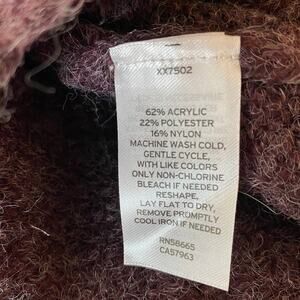 XX7502
62% ACRYLIC
22% POLYESTER
16% NYLON
MACHINE WASH COLD,
GENTLE CYCLE,
WITH LIKE COLORS
ONLY NON-CHLORINE
BLEACH IF NEEDED
RESHAPE,
LAY FLAT TO DRY,
REMOVE PROMPTLY
COOL IRON IF NEEDED
RN58665
CA57963